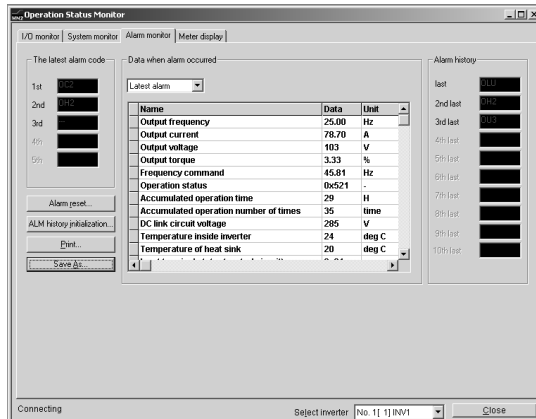 Operation Status Monitor
I/O monitor System monitor Alarm monitor Meter display
The latest alarm code
1st OC2
2nd OH2
3rd ---
4th
5th
Alarm reset...
ALM history initialization...
Print...
Save As...
Data when alarm occurred
Latest alarm
Name Data Unit
Output frequency 25.00 Hz
Output current 78.70 A
Output voltage 103 V
Output torque 3.33 %
Frequency command 45.81 Hz
Operation status 0x521 -
Accumulated operation time 29 H
Accumulated operation number of times 35 time
DC link circuit voltage 285 V
Temperature inside inverter 24 deg C
Temperature of heat sink 20 deg C
Alarm history
last OLU
2nd last OH2
3rd last OU3
4th last
5th last
6th last
7th last
8th last
9th last
10th last
Connecting
Select inverter No. 1[ 1] INV1
Close